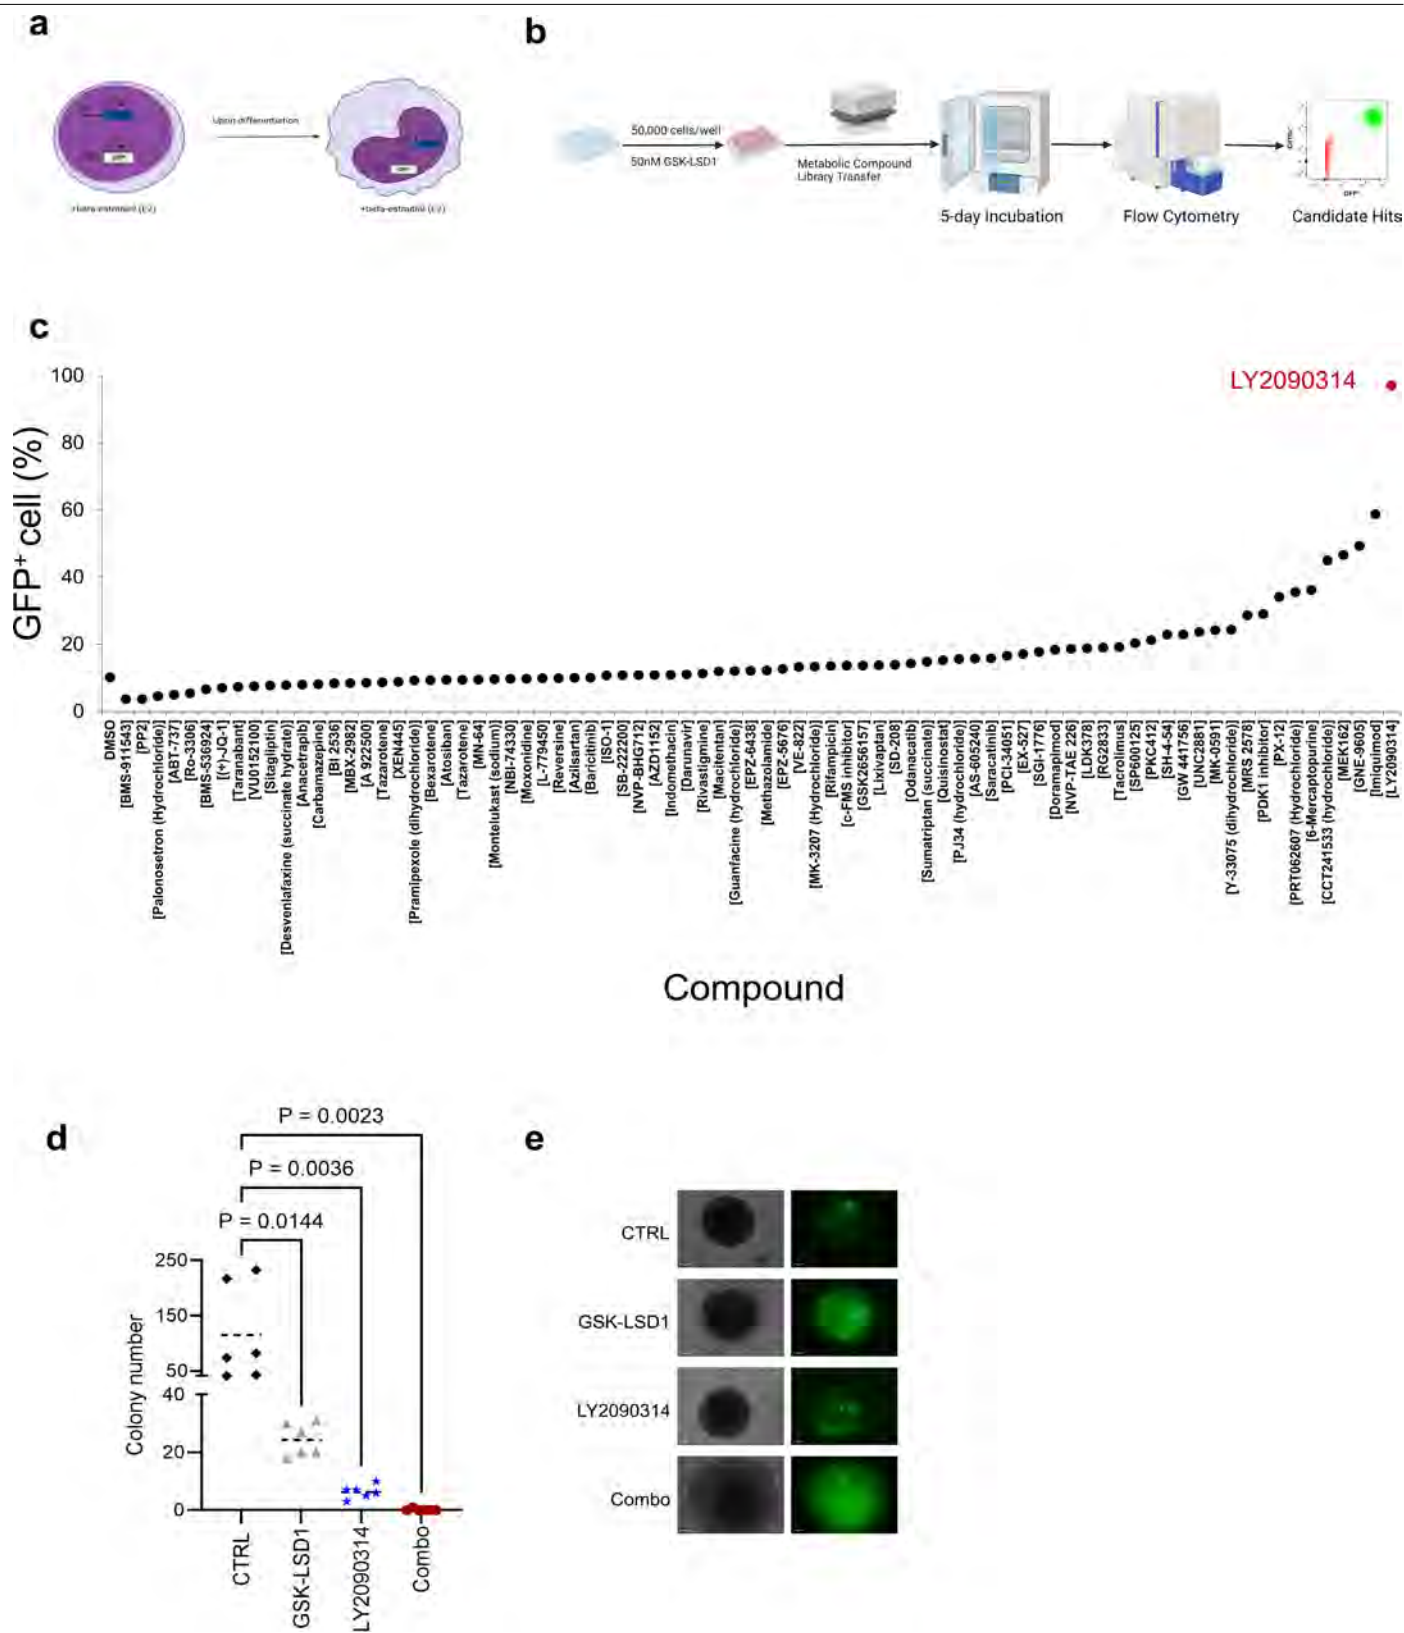 a
b
Upon differentiation
50,000 cells/well
50nM GSK-LSD1
Metabolic Compound
Library Transfer
5-day Incubation
Flow Cytometry
Candidate Hits
c
100
80
60
40
20
0
GFP+ cell (%)
LY2090314
DMSO
[BMS-911543]
[PP2]
[Palonosetron (Hydrochloride)]
[ABT-737]
[Ro-3306]
[BMS-536924]
[(+)-JQ-1]
[Taranabant]
[VU0152100]
[Sitagliptin]
[Desvenlafaxine (succinate hydrate)]
[Anacetrapib]
[Carbamazepine]
[BI 2536]
[MBX-2982]
[A 922500]
[Tazarotene]
[XEN445]
[Pramipexole (dihydrochloride)]
[Bexarotene]
[Atosiban]
[Tazarotene]
[MN-64]
[Montelukast (sodium)]
[NBI-74330]
[Moxonidine]
[L-779450]
[Reversine]
[Azilsartan]
[Baricitinib]
[ISO-1]
[SB-222200]
[NVP-BHG712]
[AZD1152]
[Indomethacin]
[Darunavir]
[Rivastigmine]
[Macitentan]
[Guanfacine (hydrochloride)]
[EPZ-6438]
[Methazolamide]
[EPZ-5676]
[VE-822]
[MK-3207 (Hydrochloride)]
[Rifampicin]
[c-FMS inhibitor]
[GSK2656157]
[Lixivaptan]
[SD-208]
[Odanacatib]
[Sumatriptan (succinate)]
[Quisinostat]
[PJ34 (hydrochloride)]
[AS-605240]
[Saracatinib]
[PCI-34051]
[EX-527]
[SGI-1776]
[Doramapimod]
[NVP-TAE 226]
[LDK378]
[RG2833]
[Tacrolimus]
[SP600125]
[PKC412]
[SH-4-54]
[GW 441756]
[UNC2881]
[MK-0591]
[Y-33075 (dihydrochloride)]
[MRS 2578]
[PDK1 inhibitor]
[PX-12]
[PRT062607 (Hydrochloride)]
[6-Mercaptopurine]
[CCT241533 (hydrochloride)]
[MEK162]
[GNE-9605]
[Imiquimod]
[LY2090314]
Compound
d
P = 0.0023
P = 0.0036
P = 0.0144
250
150
50
40
20
0
Colony number
CTRL
GSK-LSD1
LY2090314
Combo
e
CTRL
GSK-LSD1
LY2090314
Combo